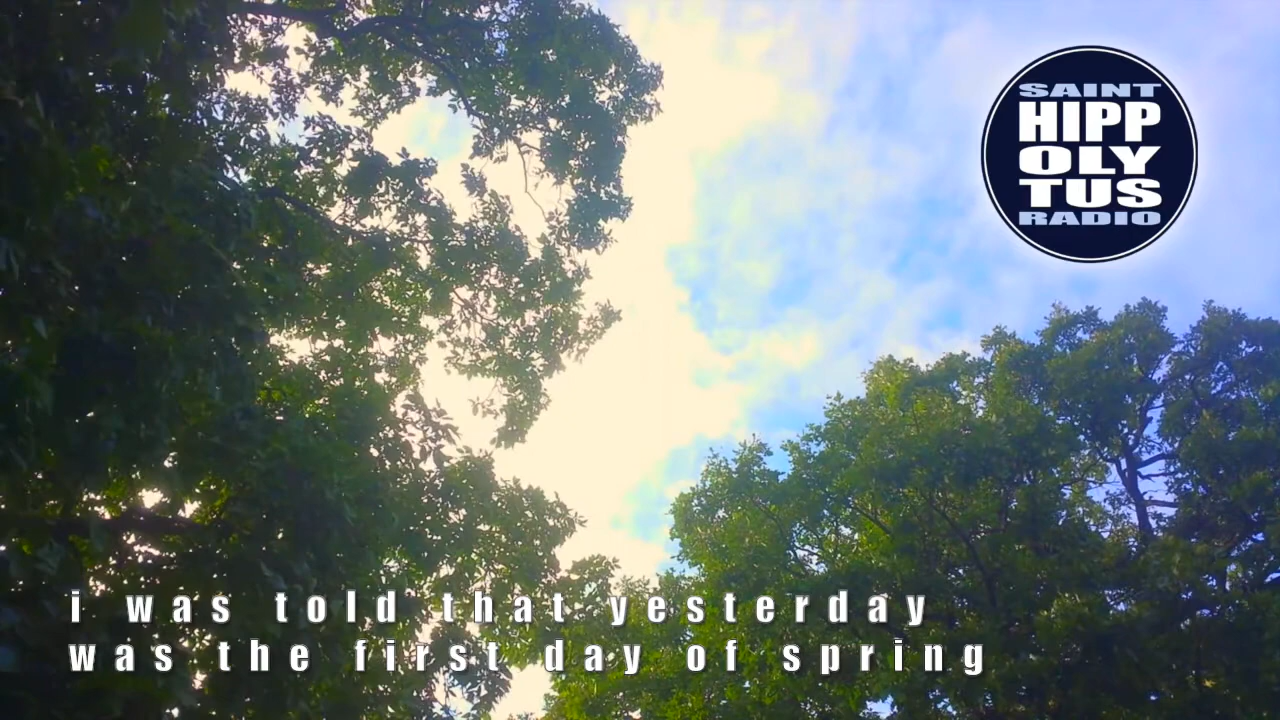 SAINT
HIPP
OLY
TUS
RADIO
i was told that yesterday
was the first day of spring